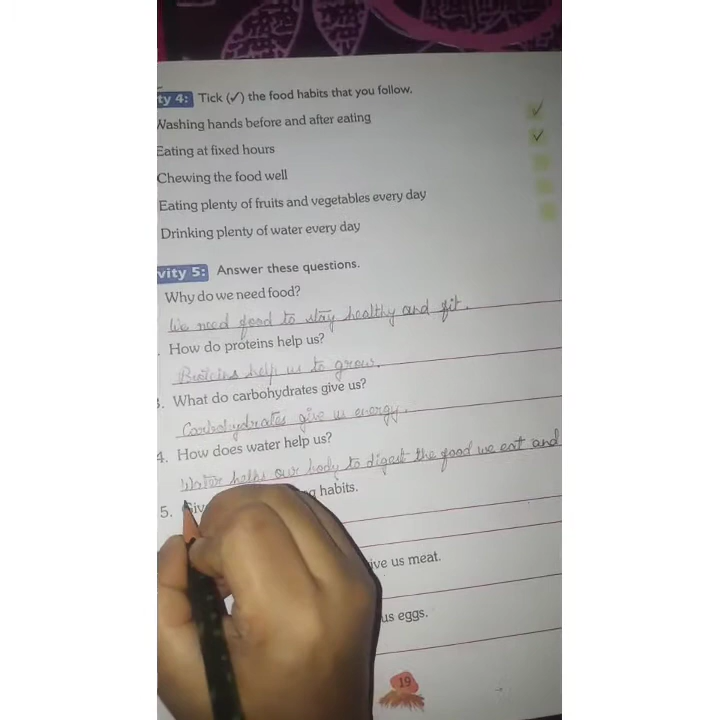 ty 4: Tick (✓) the food habits that you follow.
Washing hands before and after eating ✓
Eating at fixed hours ✓
Chewing the food well
Eating plenty of fruits and vegetables every day
Drinking plenty of water every day
vity 5: Answer these questions.
Why do we need food?
We need food to stay healthy and fit.
. How do proteins help us?
Proteins help us to grow.
3. What do carbohydrates give us?
Carbohydrates give us energy.
4. How does water help us?
Water helps our body to digest the food we eat and
5. Giv habits.
ive us meat.
us eggs.
19